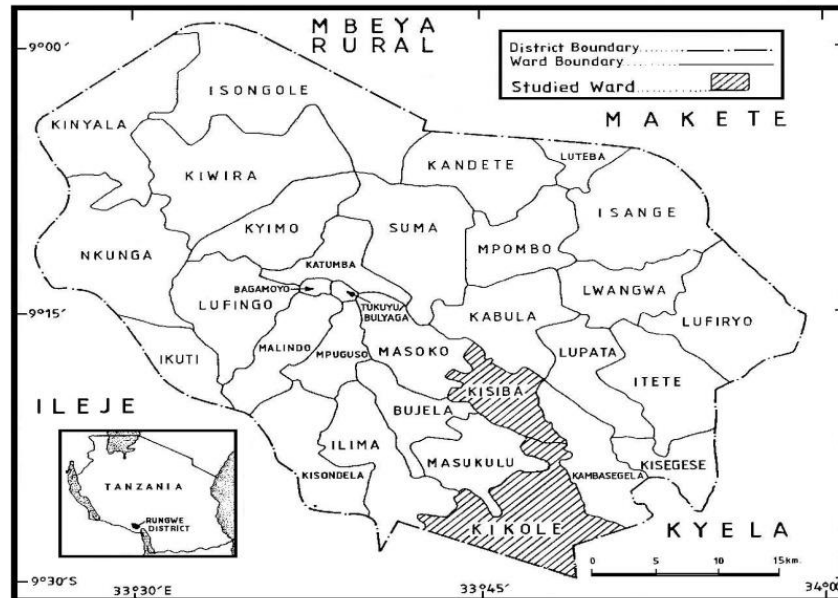 MBEYA
RURAL
9°00'
District Boundary
Ward Boundary
Studied Ward
MAKETE
ISONGOLE
KINYALA
KANDETE
LUTEBA
KIWIRA
ISANGE
SUMA
KYIMO
MPOMBO
NKUNGA
KATUMBA
BAGAMOYO
LWANGWA
9°15'
LUFINGO
TUKUYU
BULYAGA
KABULA
LUFIRYO
MALINDO
MPUGUSO
MASOKO
LUPATA
IKUTI
KISIBA
ITETE
ILEJE
BUJELA
ILIMA
MASUKULU
KISEGESE
KISONDELA
KAMBASEGELA
TANZANIA
RUNGWE
DISTRICT
KIKOLE
KYELA
0 5 10 15km.
9°30'S
33°30'E
33°45'
34°0